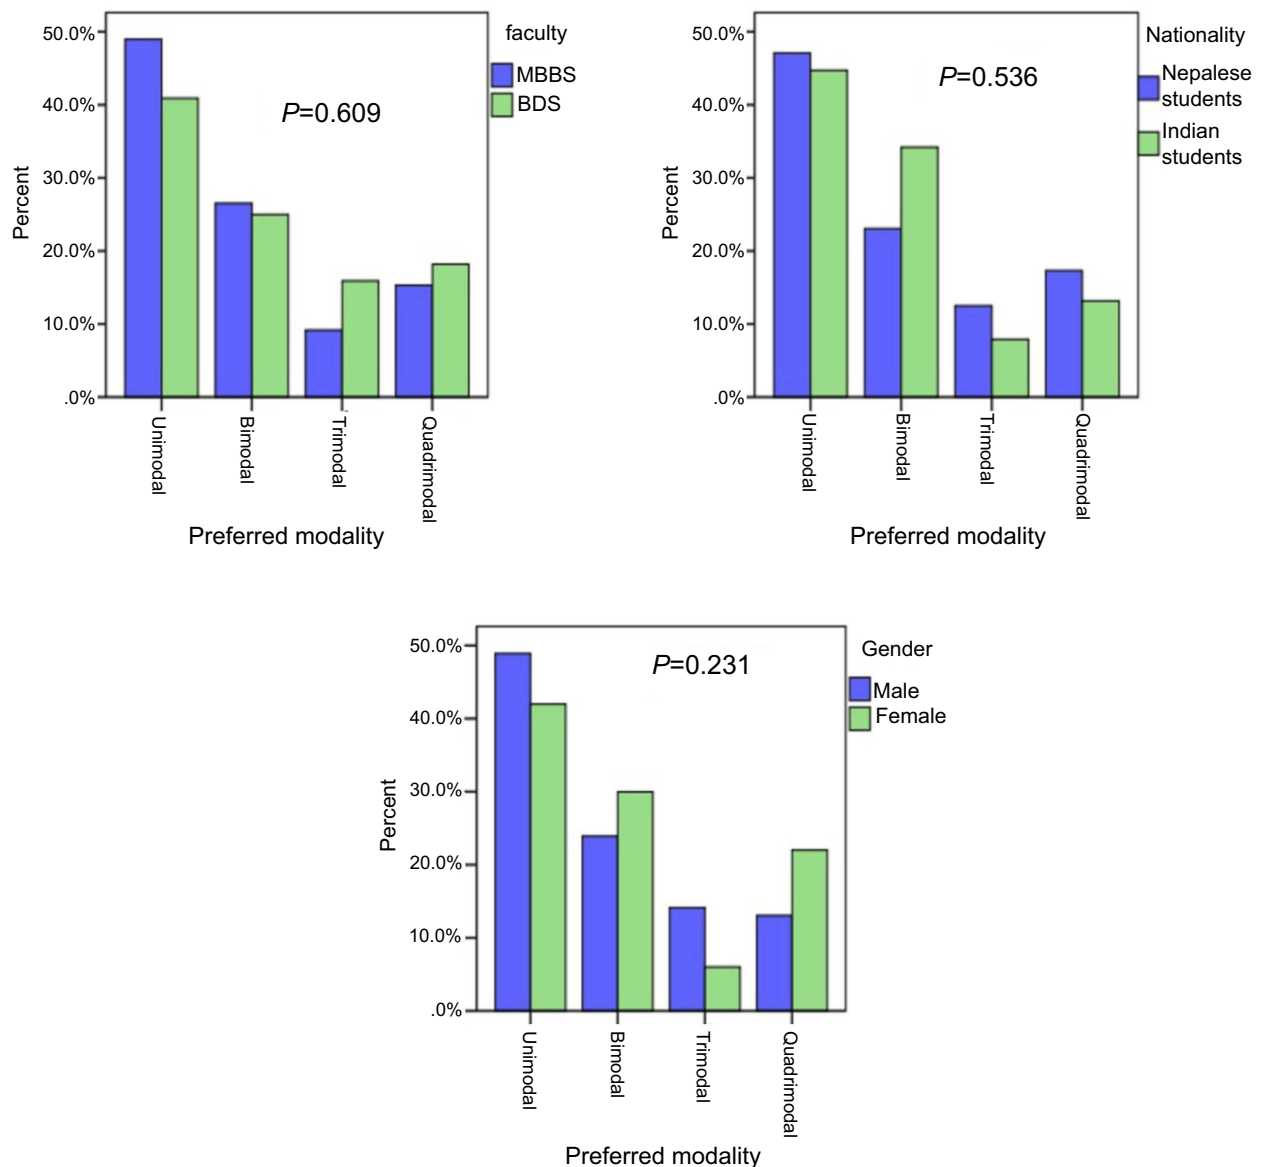 faculty
MBBS
BDS
P=0.609
Percent
50.0%
40.0%
30.0%
20.0%
10.0%
.0%
Unimodal
Bimodal
Trimodal
Quadrimodal
Preferred modality
Nationality
Nepalese
students
Indian
students
P=0.536
Percent
50.0%
40.0%
30.0%
20.0%
10.0%
.0%
Unimodal
Bimodal
Trimodal
Quadrimodal
Preferred modality
Gender
Male
Female
P=0.231
Percent
50.0%
40.0%
30.0%
20.0%
10.0%
.0%
Unimodal
Bimodal
Trimodal
Quadrimodal
Preferred modality